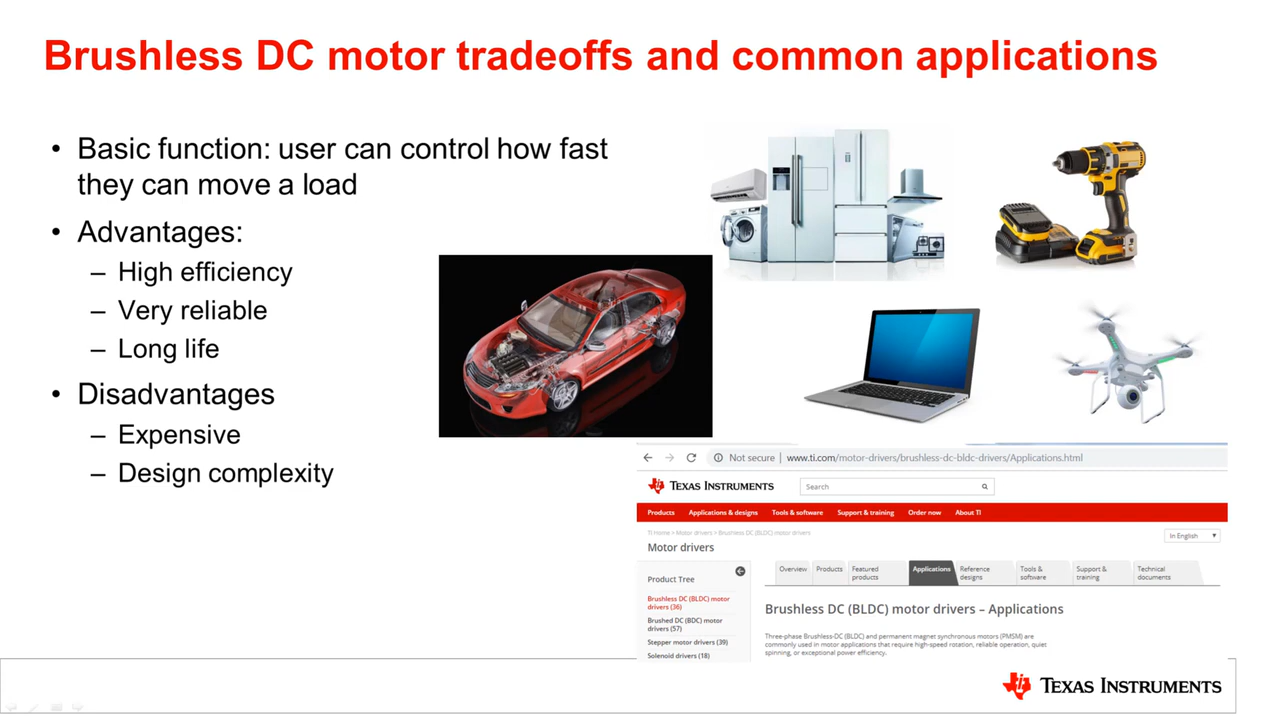 Brushless DC motor tradeoffs and common applications
• Basic function: user can control how fast
they can move a load
• Advantages:
– High efficiency
– Very reliable
– Long life
• Disadvantages
– Expensive
– Design complexity
Not secure | www.ti.com/motor-drivers/brushless-dc-bldc-drivers/Applications.html
TEXAS INSTRUMENTS
Search
Products Applications & designs Tools & software Support & training Order now About TI
TI Home > Motor drivers > Brushless DC (BLDC) motor drivers
In English
Motor drivers
Product Tree
Brushless DC (BLDC) motor
drivers (36)
Brushed DC (BDC) motor
drivers (57)
Stepper motor drivers (39)
Solenoid drivers (18)
Overview
Products
Featured
products
Applications
Reference
designs
Tools &
software
Support &
training
Technical
documents
Brushless DC (BLDC) motor drivers – Applications
Three-phase Brushless-DC (BLDC) and permanent magnet synchronous motors (PMSM) are
commonly used in motor applications that require high-speed rotation, reliable operation, quiet
spinning, or exceptional power efficiency.
TEXAS INSTRUMENTS